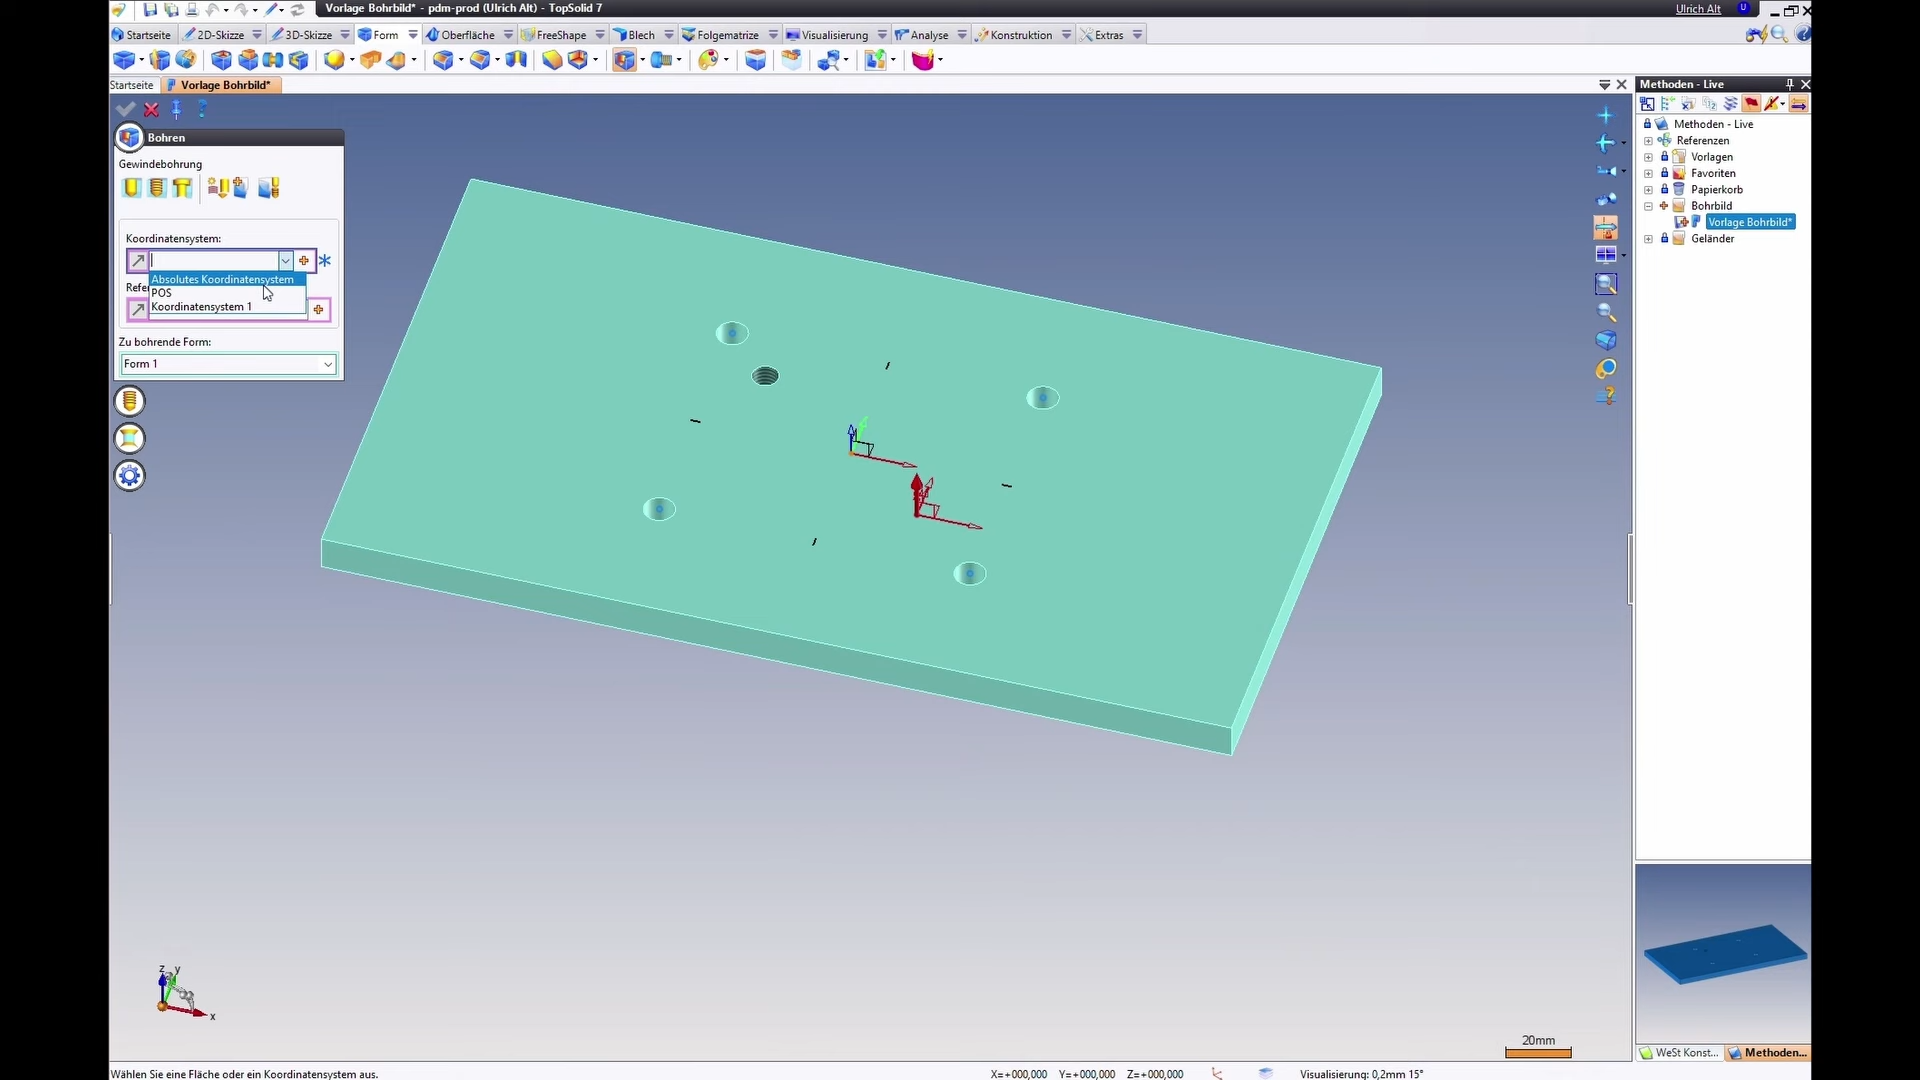 Vorlage Bohrbild* - pdm-prod (Ulrich Alt) - TopSolid 7
Ulrich Alt
U
Startseite
2D-Skizze
3D-Skizze
Form
Oberfläche
FreeShape
Blech
Folgematrize
Visualisierung
Analyse
Konstruktion
Extras
Startseite
Vorlage Bohrbild*
Methoden - Live
Bohren
Gewindebohrung
Koordinatensystem:
Absolutes Koordinatensystem
Refe
POS
Koordinatensystem 1
Zu bohrende Form:
Form 1
Methoden - Live
Referenzen
Vorlagen
Favoriten
Papierkorb
Bohrbild
Vorlage Bohrbild*
Geländer
z
y
x
20mm
WeSt Konst...
Methoden...
Wählen Sie eine Fläche oder ein Koordinatensystem aus.
X=+000,000 Y=+000,000 Z=+000,000
Visualisierung: 0,2mm 15°